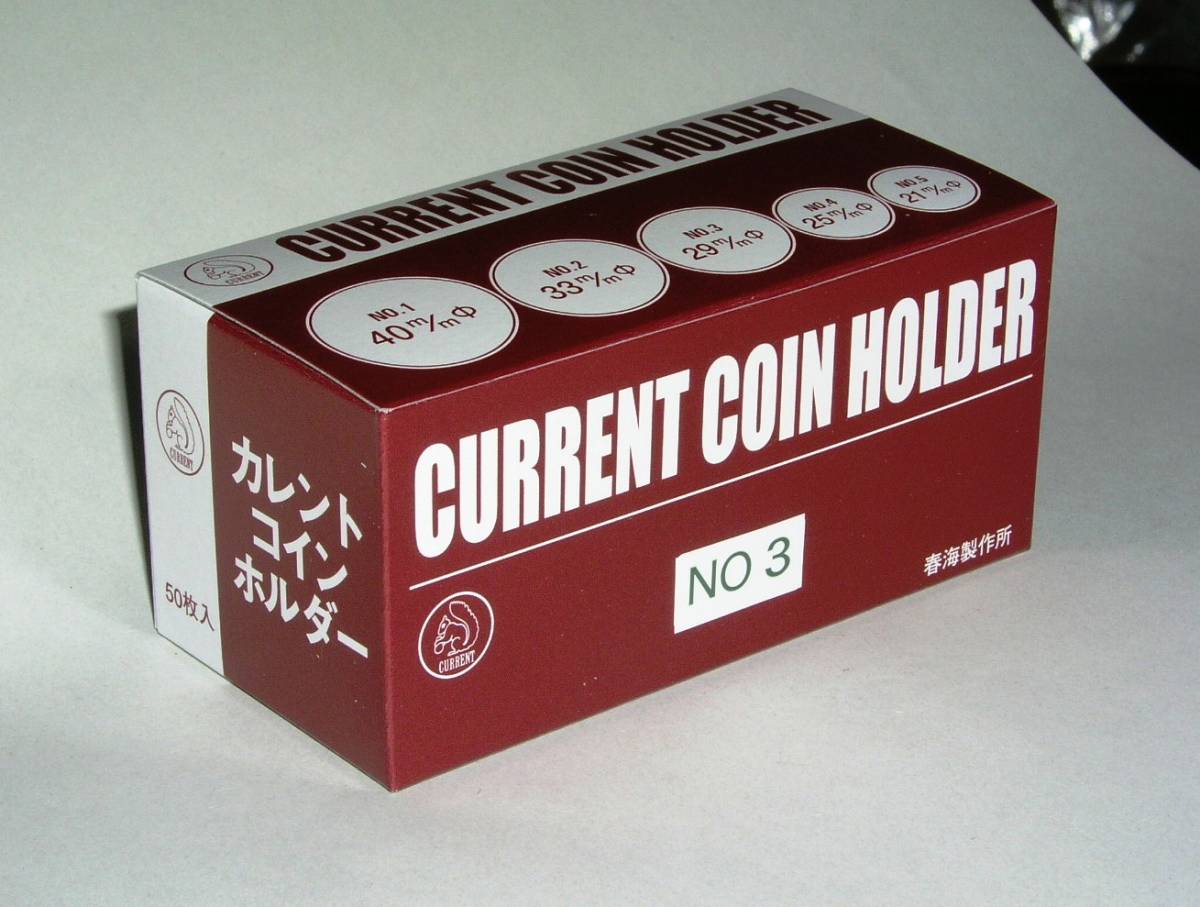 CURRENT COIN HOLDER
CURRENT
NO.1
40m/mΦ
NO.2
33m/mΦ
NO.3
29m/mΦ
NO.4
25m/mΦ
NO.5
21m/mΦ
CURRENT
カレント
コイン
ホルダー
50枚入
CURRENT COIN HOLDER
NO 3
CURRENT
春海製作所